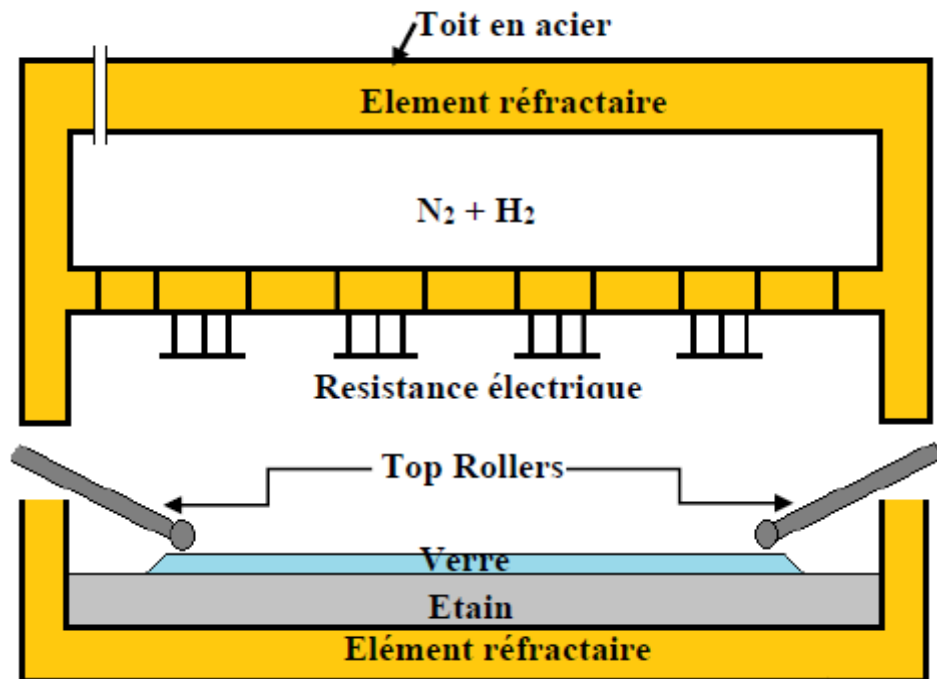 Toit en acier
Element réfractaire
N₂ + H₂
Resistance électrique
Top Rollers
Verre
Etain
Elément réfractaire